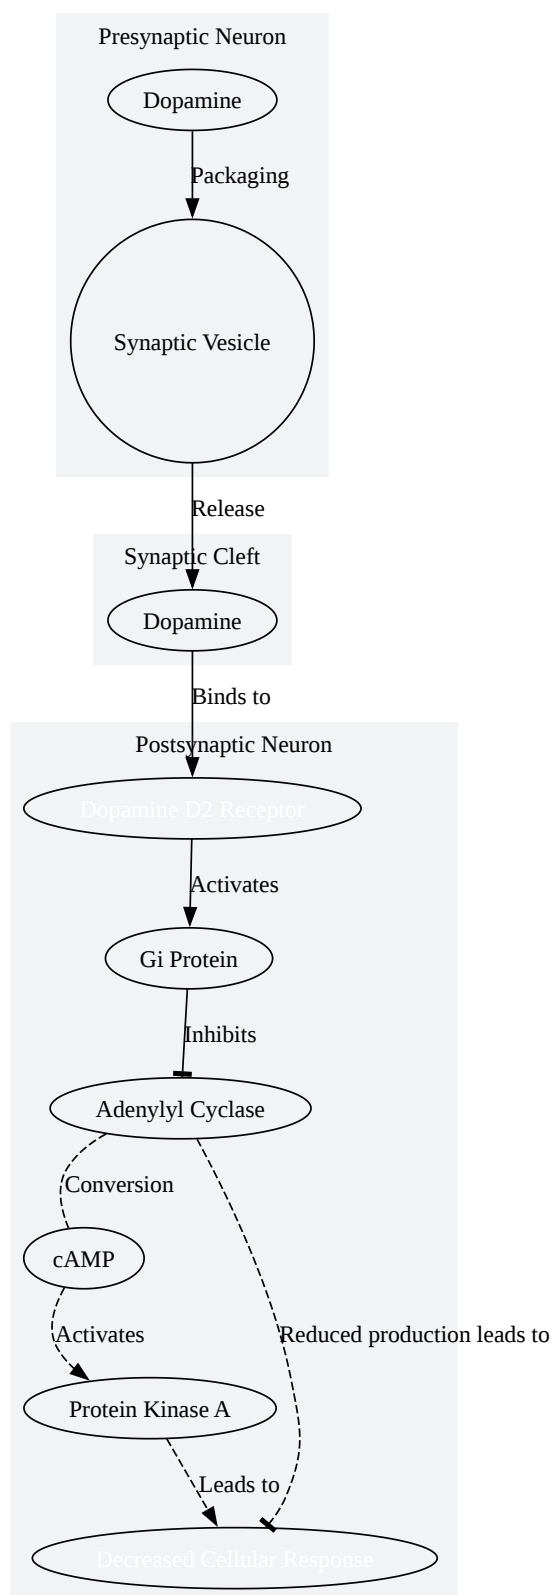 Presynaptic Neuron
Dopamine
Packaging
Synaptic Vesicle
Release
Synaptic Cleft
Dopamine
Binds to
Postsynaptic Neuron
Dopamine D2 Receptor
Activates
Gi Protein
Inhibits
Adenylyl Cyclase
Conversion
cAMP
Activates
Reduced production leads to
Protein Kinase A
Leads to
Decreased Cellular Response